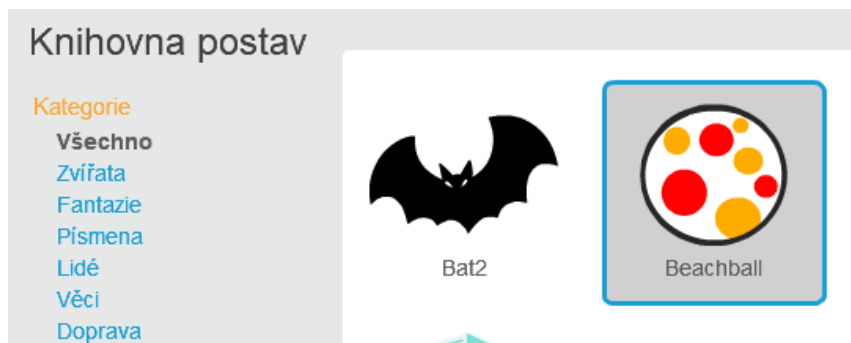 Knihovna postav
Kategorie
Všechno
Zvířata
Fantazie
Písmena
Lidé
Věci
Doprava
Bat2
Beachball